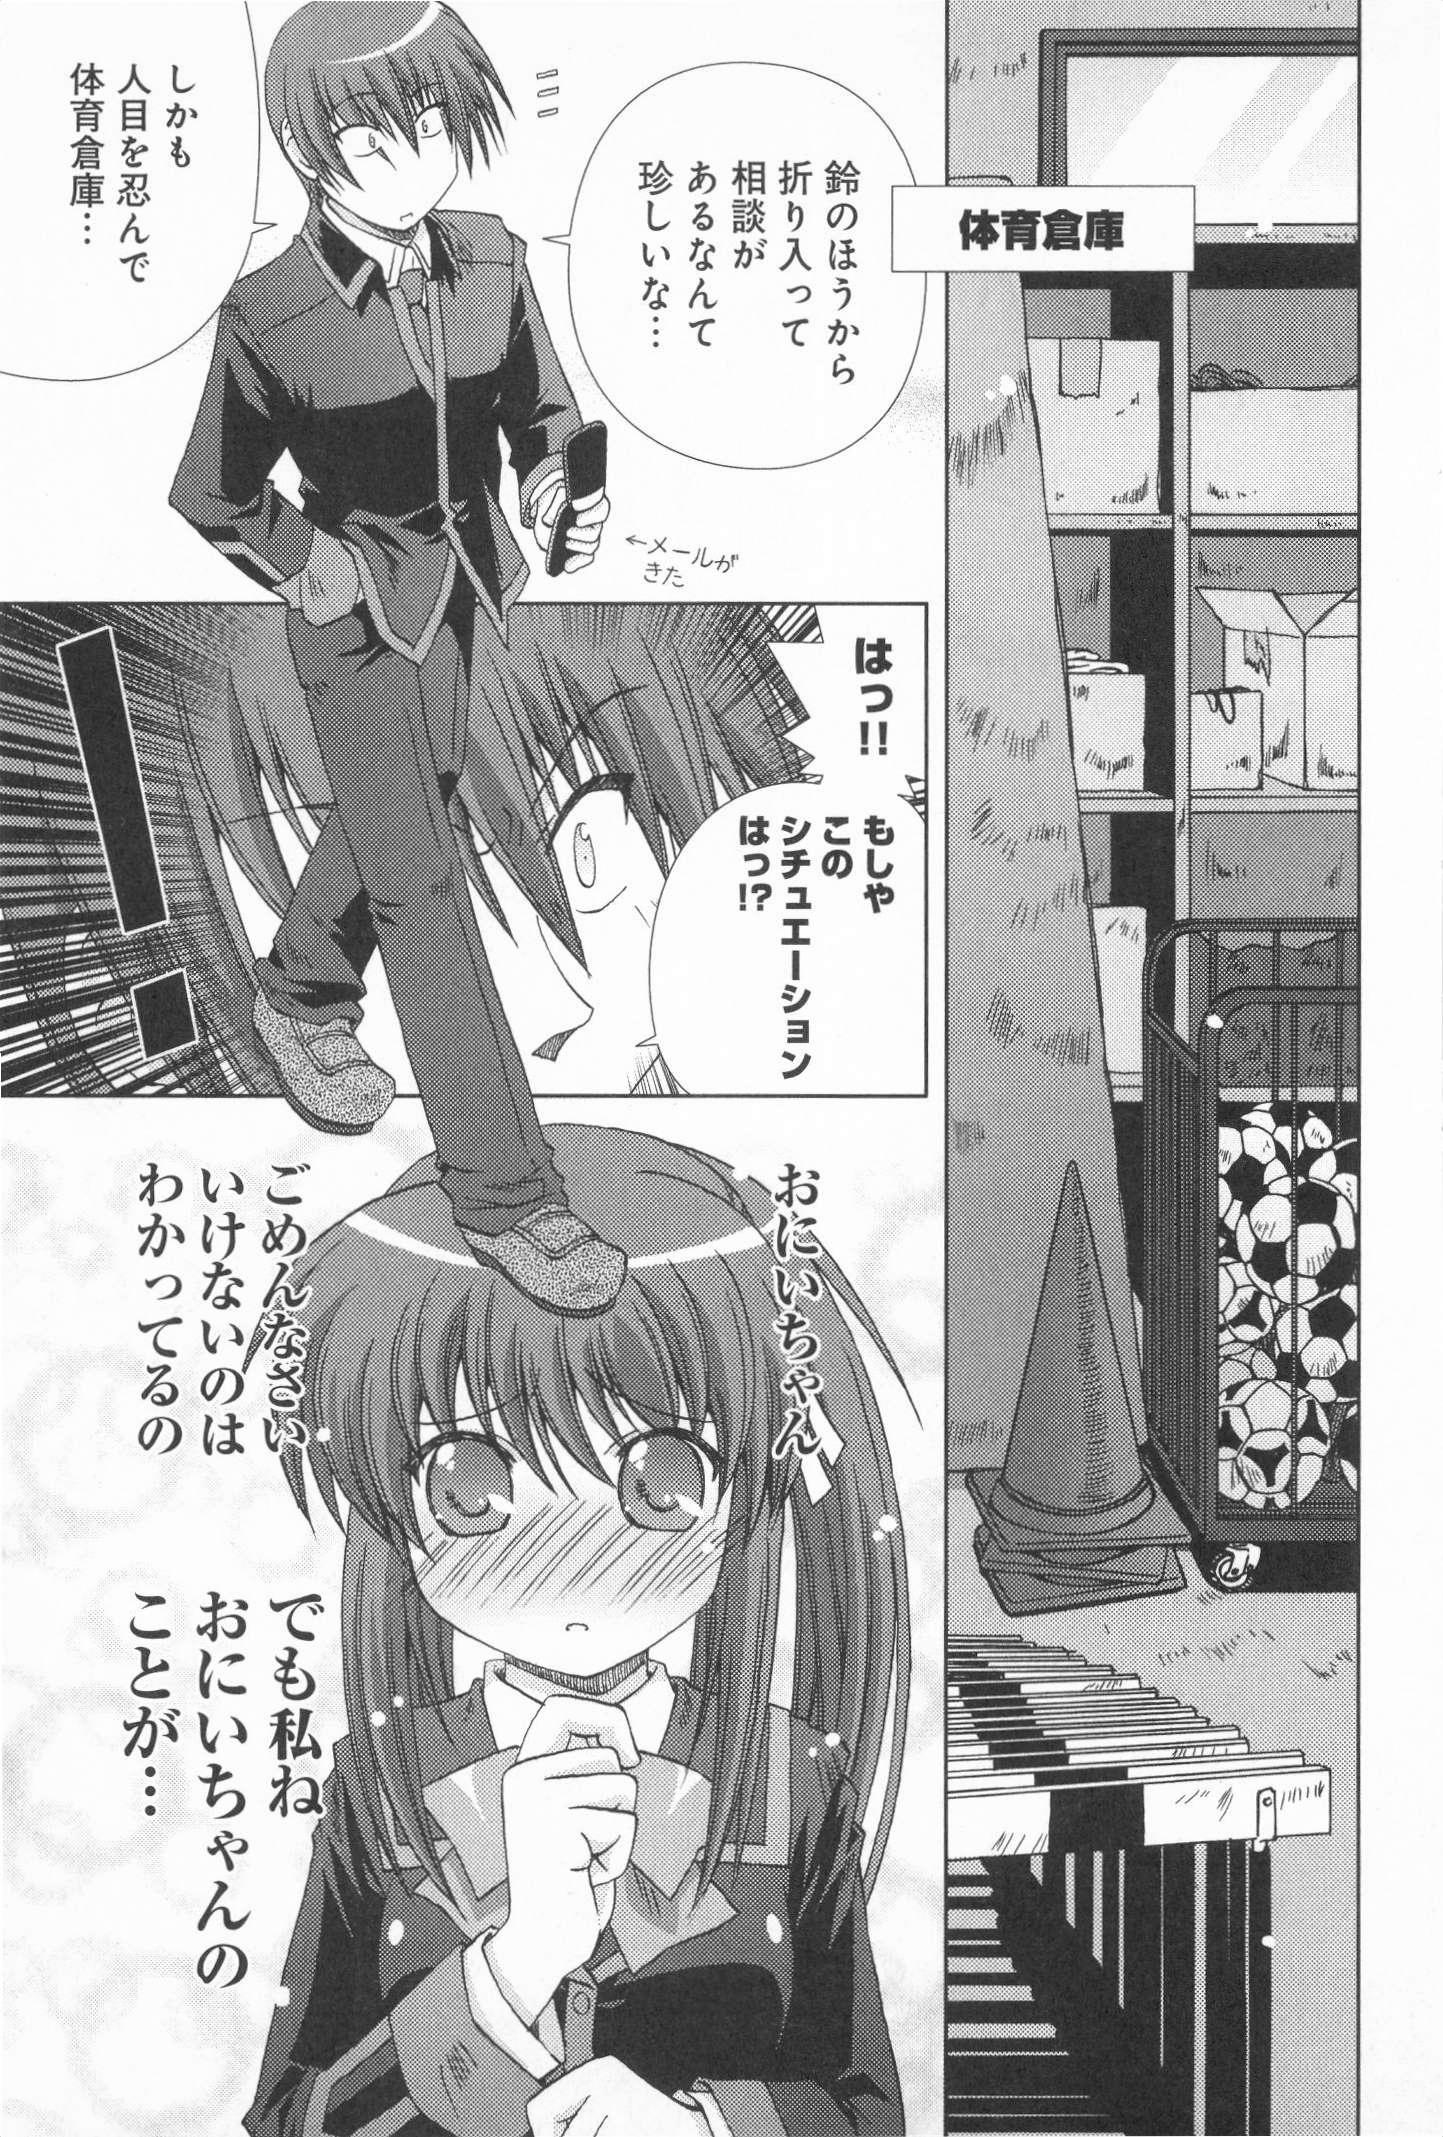 体育倉庫
鈴のほうから
折り入って
相談が
あるなんて
珍しいな…
←メールが
きた
しかも
人目を忍んで
体育倉庫…
はっ!!
もしや
この
シチュエーション
はっ!?
!
おにいちゃん
ごめんなさい
いけないのは
わかってるの
でも私ね
おにいちゃんの
ことが…